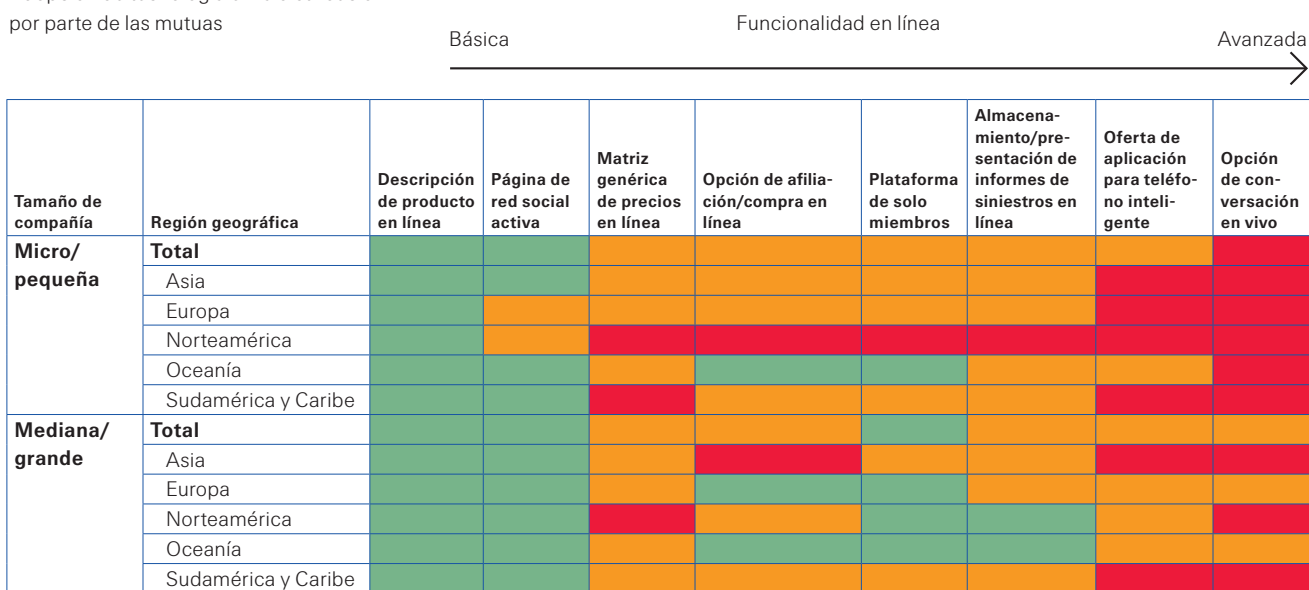 por parte de las mutuas
Funcionalidad en línea
Básica
Avanzada
Tamaño de
compañía
Región geográfica
Descripción
de producto
en línea
Página de
red social
activa
Matriz
genérica
de precios
en línea
Opción de afilia-
ción/compra en
línea
Plataforma
de solo
miembros
Almacena-
miento/pre-
sentación de
informes de
siniestros en
línea
Oferta de
aplicación
para teléfo-
no inteli-
gente
Opción
de con-
versación
en vivo
Micro/
pequeña
Total
Asia
Europa
Norteamérica
Oceanía
Sudamérica y Caribe
Mediana/
grande
Total
Asia
Europa
Norteamérica
Oceanía
Sudamérica y Caribe